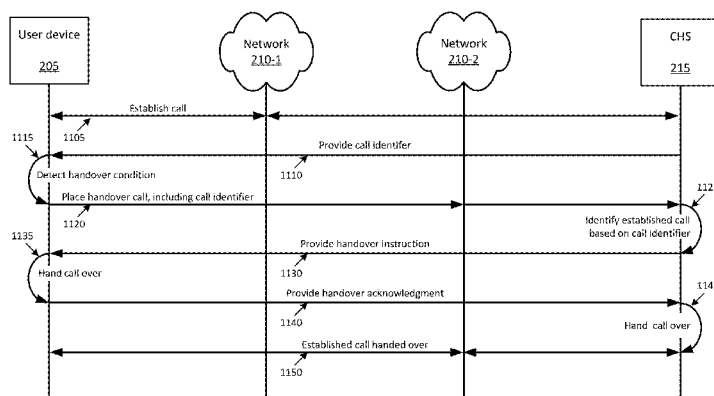 User device
205
Network
210-1
Network
210-2
CHS
215
Establish call
1105
Provide call identifer
1110
1115
Detect handover condition
Place handover call, including call identifier
1120
112
Identify established call
based on call identifier
Provide handover instruction
1130
1135
Hand call over
Provide handover acknowledgment
1140
114
Hand call over
Established call handed over
1150